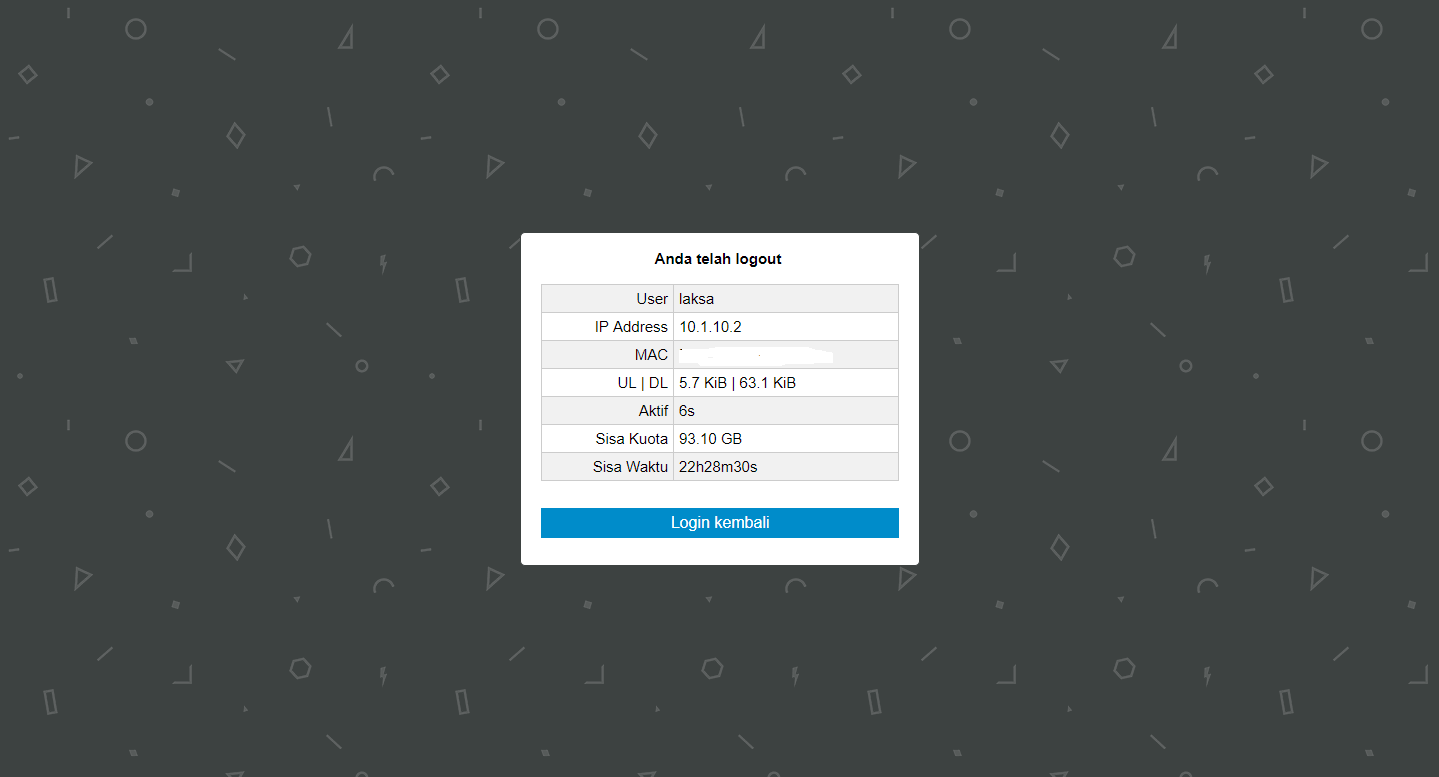 Anda telah logout
User laksa
IP Address 10.1.10.2
MAC
UL | DL 5.7 KiB | 63.1 KiB
Aktif 6s
Sisa Kuota 93.10 GB
Sisa Waktu 22h28m30s
Login kembali